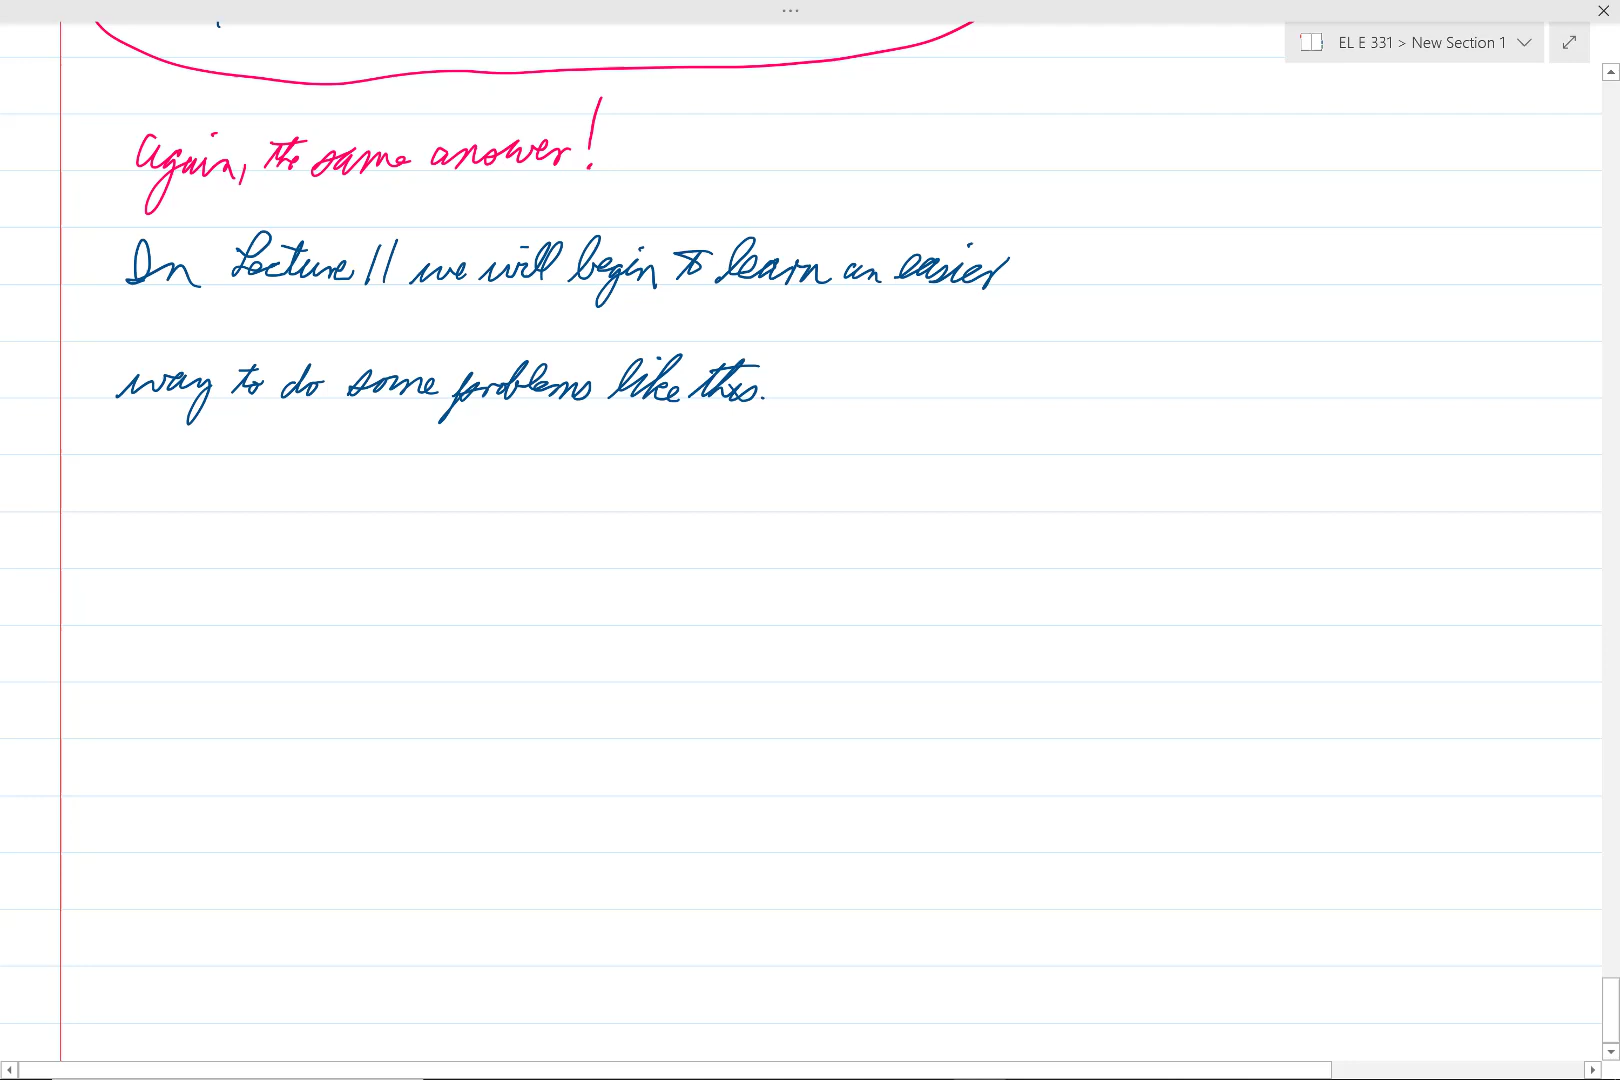 EL E 331 > New Section 1
Again, the same answer!
In Lecture 11 we will begin to learn an easier
way to do some problems like this.